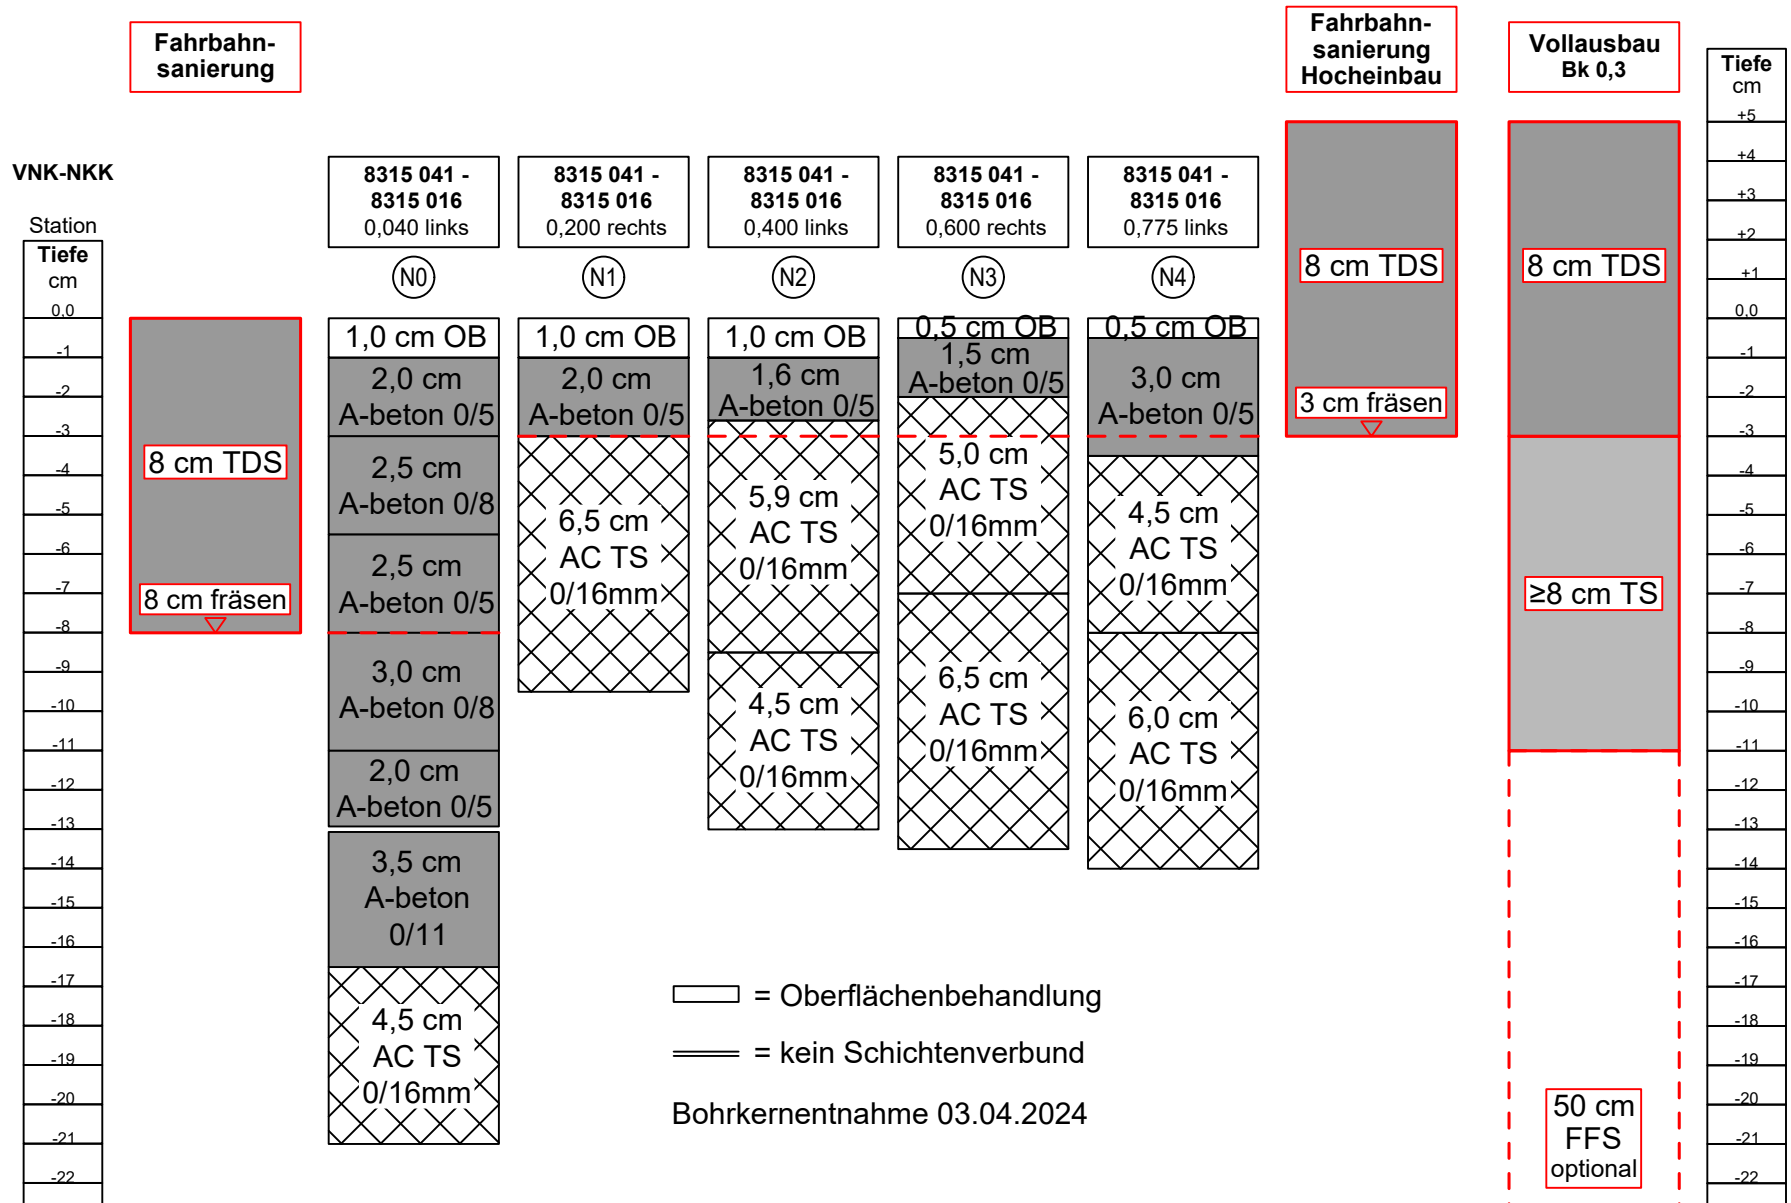 Fahrbahn-
sanierung
Fahrbahn-
sanierung
Hocheinbau
Vollausbau
Bk 0,3
VNK-NKK
Station
Tiefe
cm
0,0
-1
-2
-3
-4
-5
-6
-7
-8
-9
-10
-11
-12
-13
-14
-15
-16
-17
-18
-19
-20
-21
-22
8 cm TDS
8 cm fräsen
8315 041 -
8315 016
0,040 links
N0
1,0 cm OB
2,0 cm
A-beton 0/5
2,5 cm
A-beton 0/8
2,5 cm
A-beton 0/5
3,0 cm
A-beton 0/8
2,0 cm
A-beton 0/5
3,5 cm
A-beton
0/11
4,5 cm
AC TS
0/16mm
8315 041 -
8315 016
0,200 rechts
N1
1,0 cm OB
2,0 cm
A-beton 0/5
6,5 cm
AC TS
0/16mm
8315 041 -
8315 016
0,400 links
N2
1,0 cm OB
1,6 cm
A-beton 0/5
5,9 cm
AC TS
0/16mm
4,5 cm
AC TS
0/16mm
8315 041 -
8315 016
0,600 rechts
N3
0,5 cm OB
1,5 cm
A-beton 0/5
5,0 cm
AC TS
0/16mm
6,5 cm
AC TS
0/16mm
8315 041 -
8315 016
0,775 links
N4
0,5 cm OB
3,0 cm
A-beton 0/5
4,5 cm
AC TS
0/16mm
6,0 cm
AC TS
0/16mm
8 cm TDS
3 cm fräsen
8 cm TDS
≥8 cm TS
50 cm
FFS
optional
Tiefe
cm
+5
+4
+3
+2
+1
0,0
-1
-2
-3
-4
-5
-6
-7
-8
-9
-10
-11
-12
-13
-14
-15
-16
-17
-18
-19
-20
-21
-22
= Oberflächenbehandlung
= kein Schichtenverbund
Bohrkernentnahme 03.04.2024